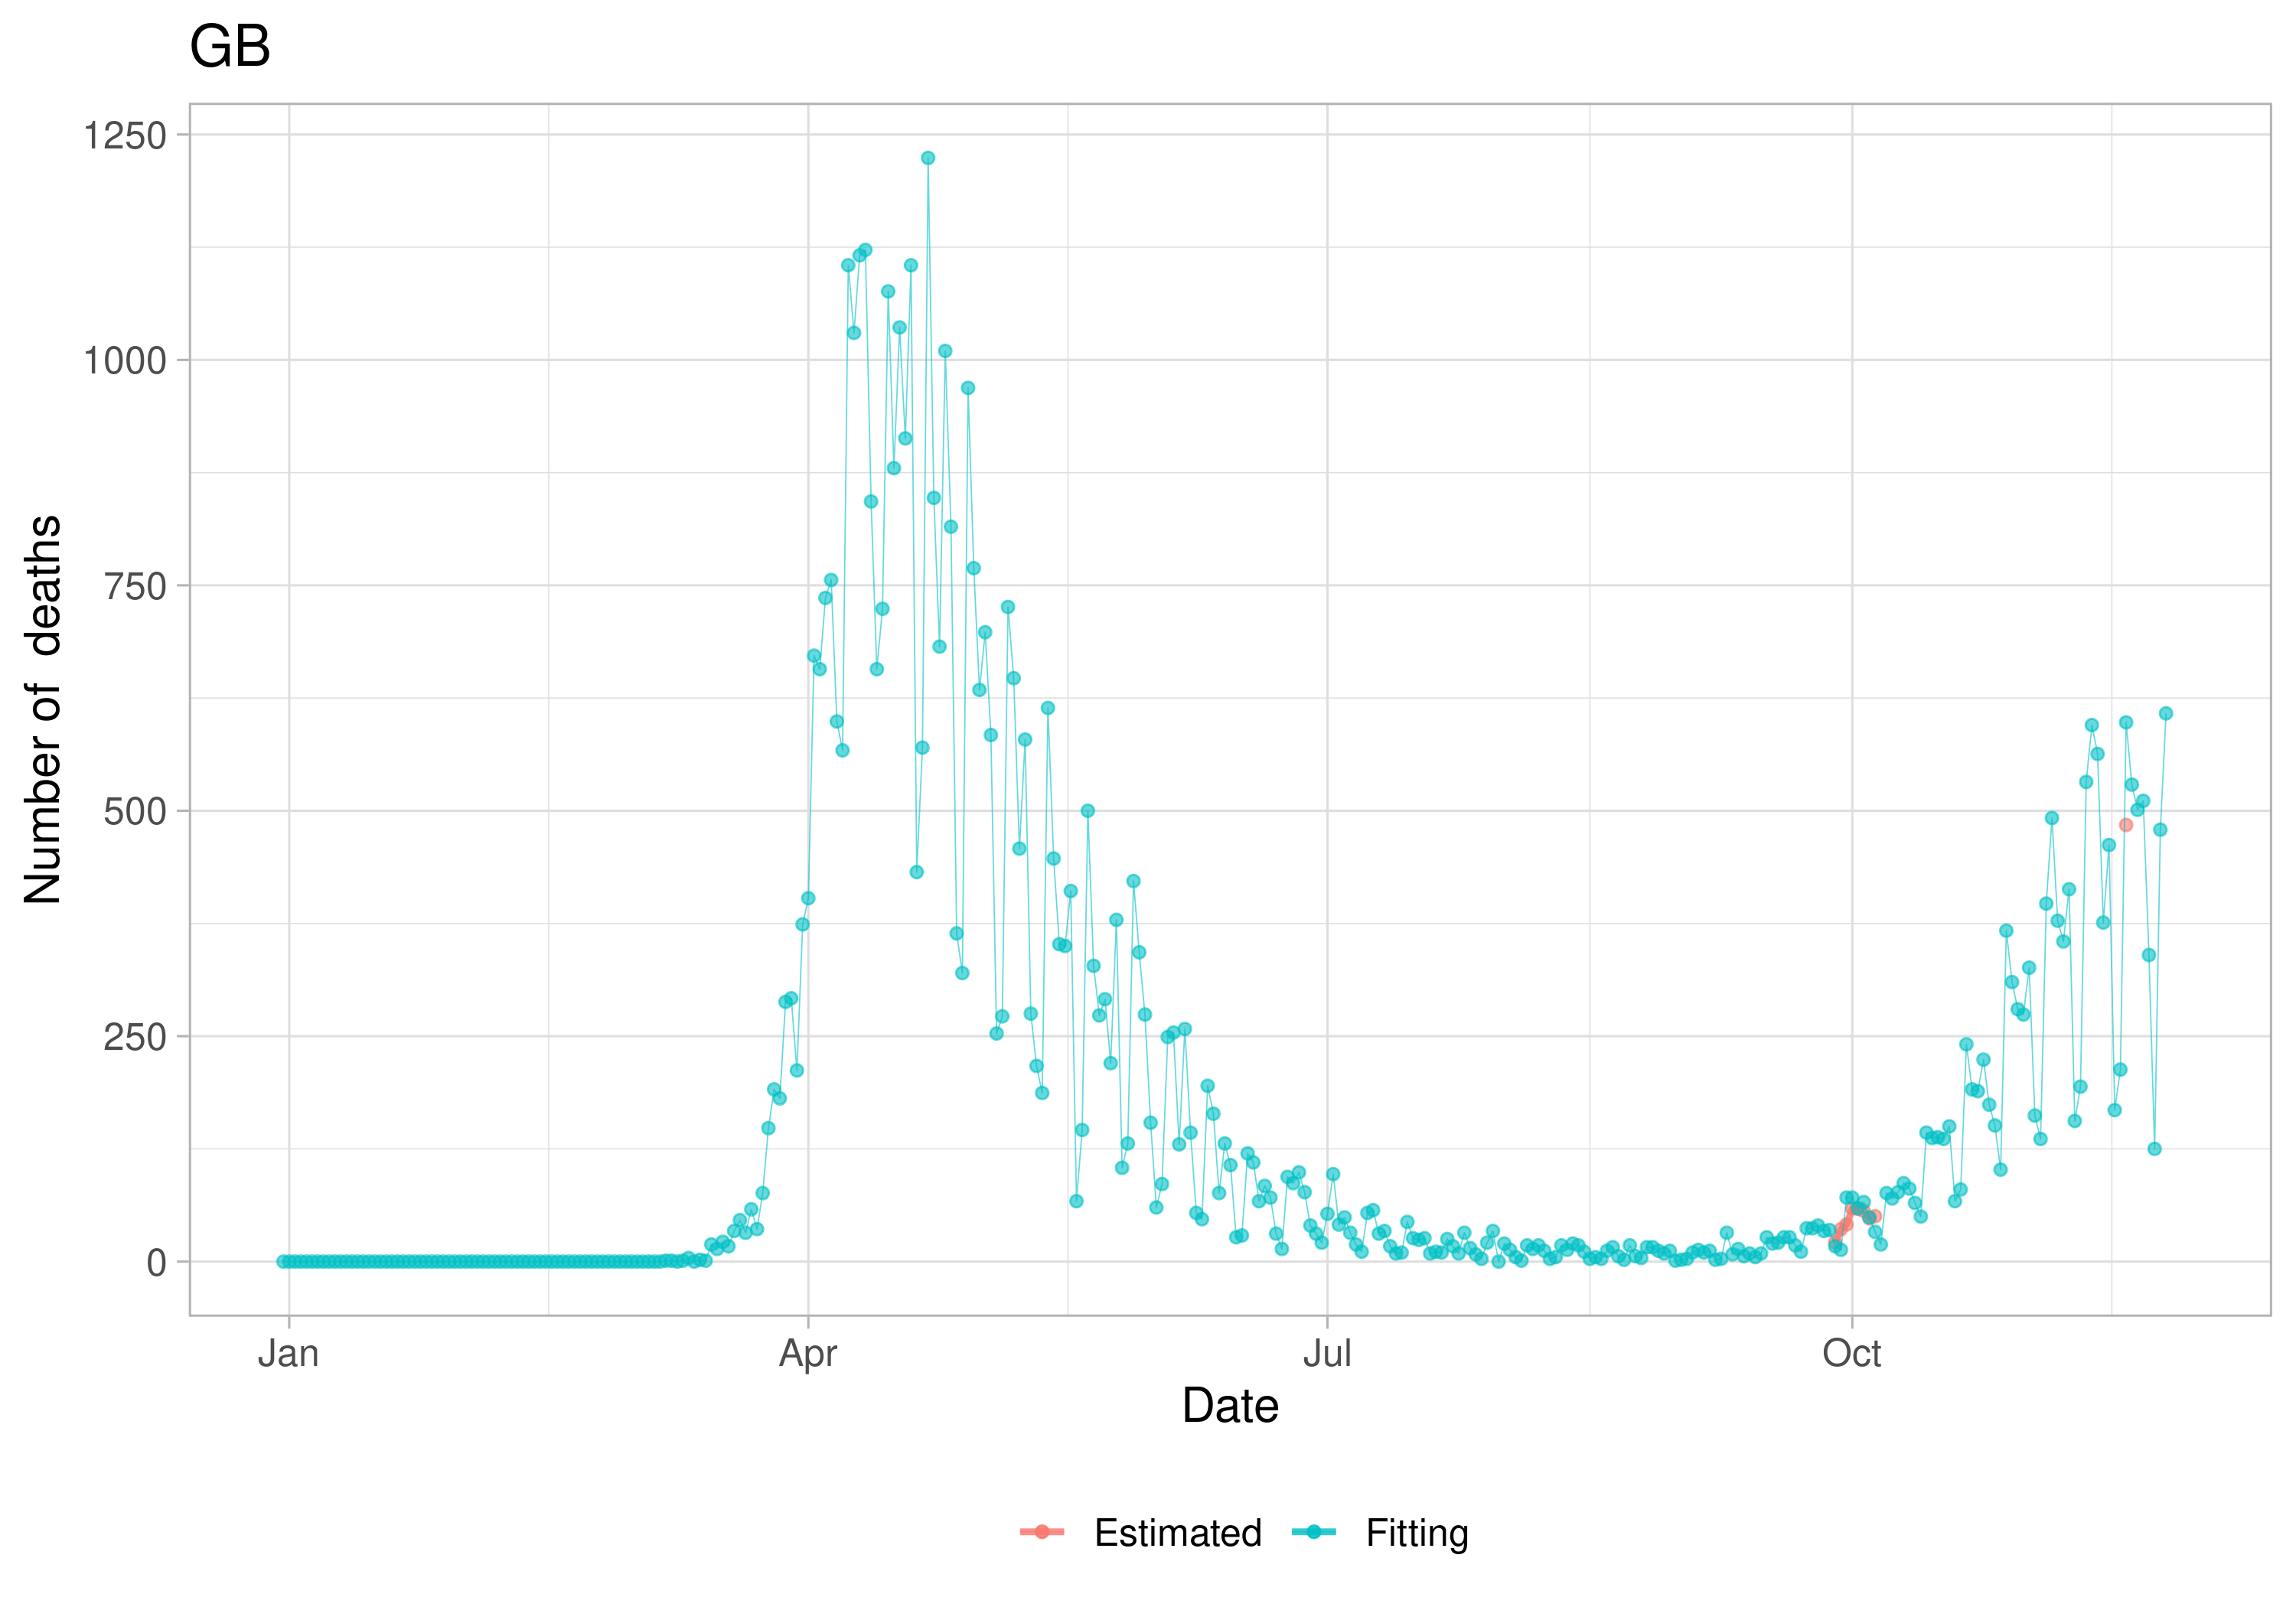 GB
1250
1000
750
500
250
0
Number of deaths
Jan Apr Jul Oct
Date
Estimated Fitting